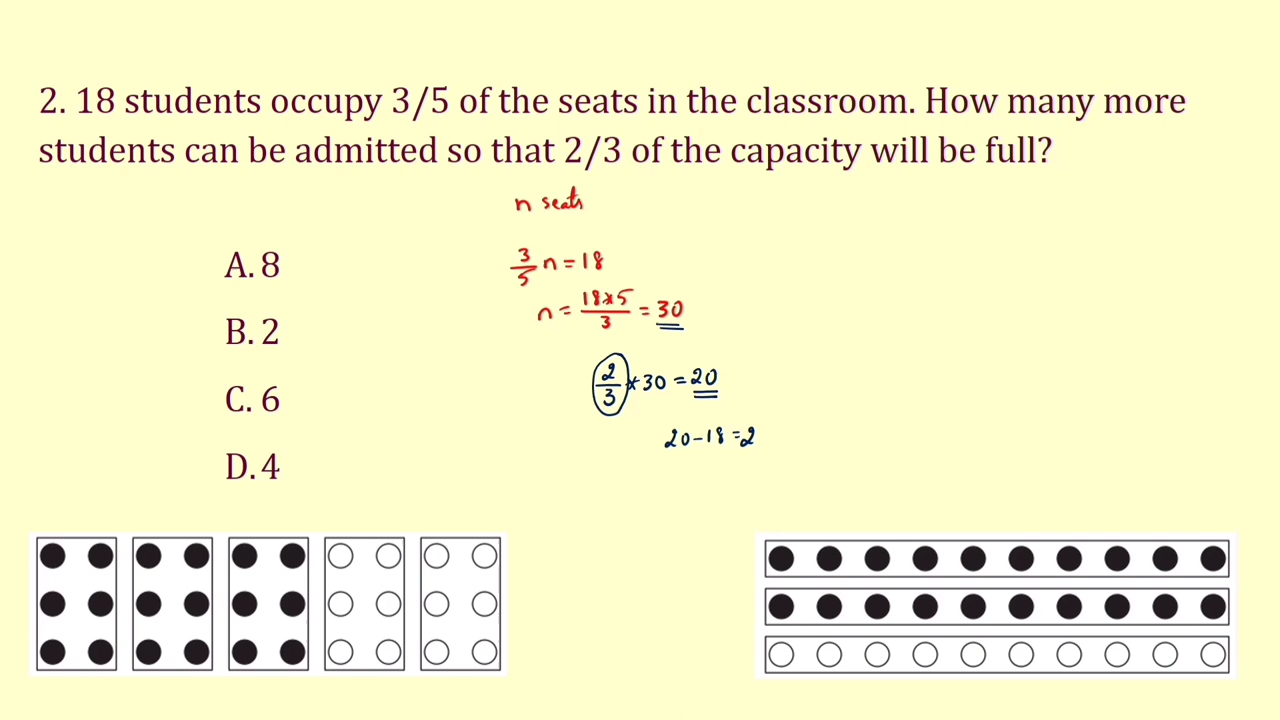 2. 18 students occupy 3/5 of the seats in the classroom. How many more
students can be admitted so that 2/3 of the capacity will be full?
n seats
A. 8
3/5 n = 18
n = 18*5/3 = 30
B. 2
2/3 * 30 = 20
C. 6
20 - 18 = 2
D. 4